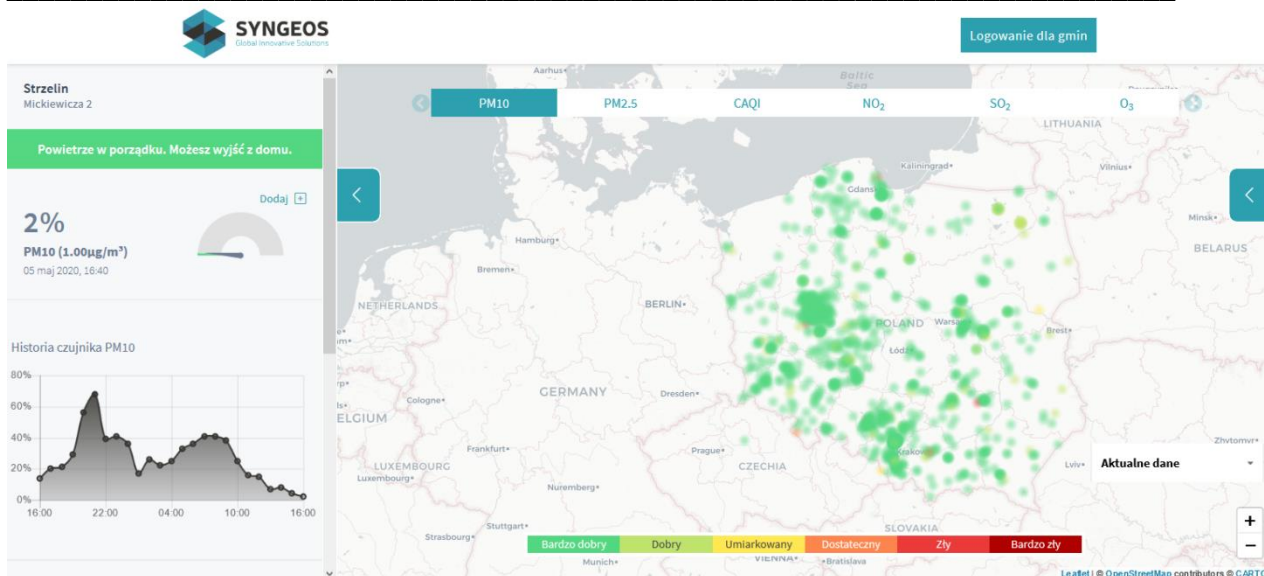 SYNGEOS
Global Innovative Solutions
Logowanie dla gmin
Strzelin
Mickiewicza 2
Powietrze w porządku. Możesz wyjść z domu.
Dodaj
2%
PM10 (1.00µg/m³)
05 maj 2020, 16:40
Historia czujnika PM10
80%
60%
40%
20%
0%
16:00 22:00 04:00 10:00 16:00
PM10 PM2.5 CAQI NO₂ SO₂ O₃
Aarhus
Baltic
Sea
LITHUANIA
Kaliningrad
Vilnius
Gdansk
Minsk
BELARUS
Hamburg
Bremen
NETHERLANDS
BERLIN
POLAND
Brest
Łódź
GERMANY
Dresden
Cologne
ELGIUM
Frankfurt
Prague
CZECHIA
Krakow
Lviv
Zhytomyr
LUXEMBOURG
Luxembourg
Nuremberg
Aktualne dane
Stuttgart
Strasbourg
SLOVAKIA
Bardzo dobry Dobry Umiarkowany Dostateczny Zły Bardzo zły
Munich
VIENNA
Bratislava
+
−
Leaflet | © OpenStreetMap contributors © CARTO